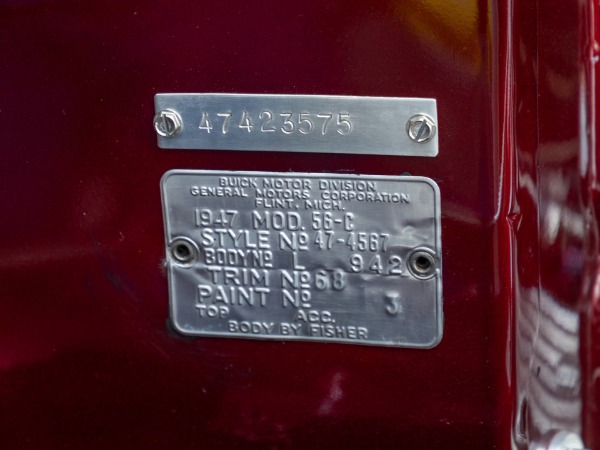 47423575
BUICK MOTOR DIVISION
GENERAL MOTORS CORPORATION
FLINT. MICH.
1947 MOD. 56-C
STYLE Nº 47-4567
BODY Nº L 942
TRIM Nº 68
PAINT Nº 3
TOP ACC.
BODY BY FISHER